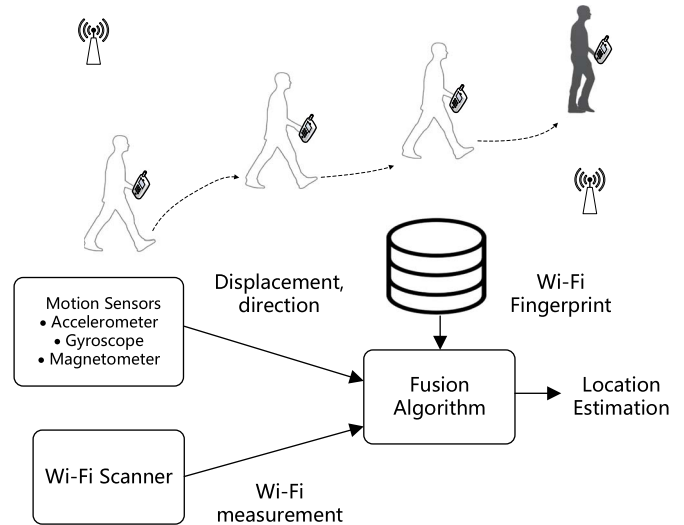 Displacement,
direction
Wi-Fi
Fingerprint
Motion Sensors
• Accelerometer
• Gyroscope
• Magnetometer
Fusion
Algorithm
Location
Estimation
Wi-Fi Scanner
Wi-Fi
measurement